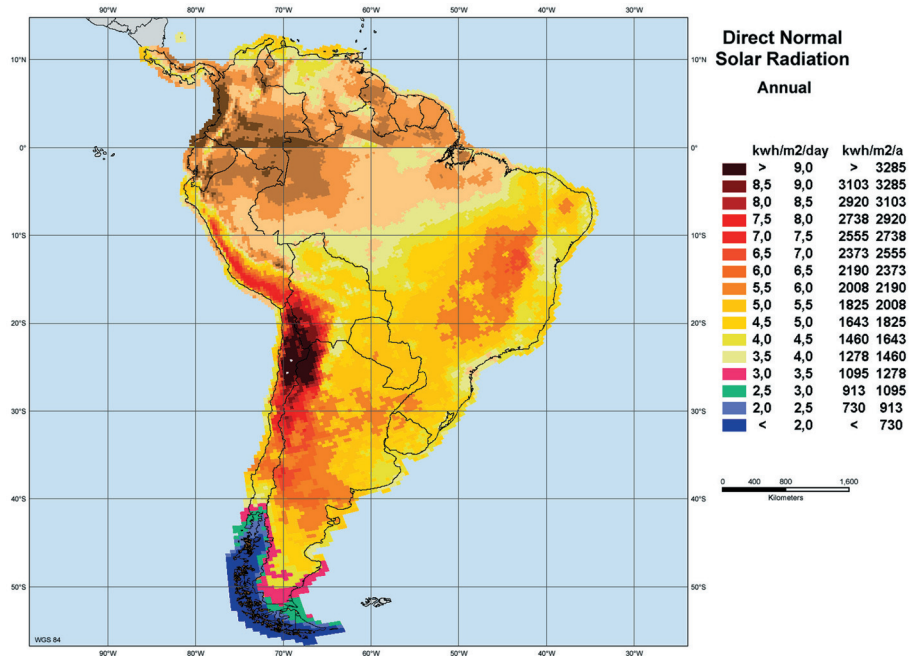 80°W 70°W 60°W 50°W 40°W 30°W
10°N 10°N
0° 0°
10°S 10°S
20°S 20°S
30°S 30°S
40°S 40°S
50°S 50°S
WGS 84
90°W 80°W 70°W 60°W 50°W 40°W 30°W
Direct Normal
Solar Radiation
Annual
kwh/m2/day kwh/m2/a
> 9,0 > 3285
8,5 9,0 3103 3285
8,0 8,5 2920 3103
7,5 8,0 2738 2920
7,0 7,5 2555 2738
6,5 7,0 2373 2555
6,0 6,5 2190 2373
5,5 6,0 2008 2190
5,0 5,5 1825 2008
4,5 5,0 1643 1825
4,0 4,5 1460 1643
3,5 4,0 1278 1460
3,0 3,5 1095 1278
2,5 3,0 913 1095
2,0 2,5 730 913
< 2,0 < 730
0 400 800 1,600
Kilometers